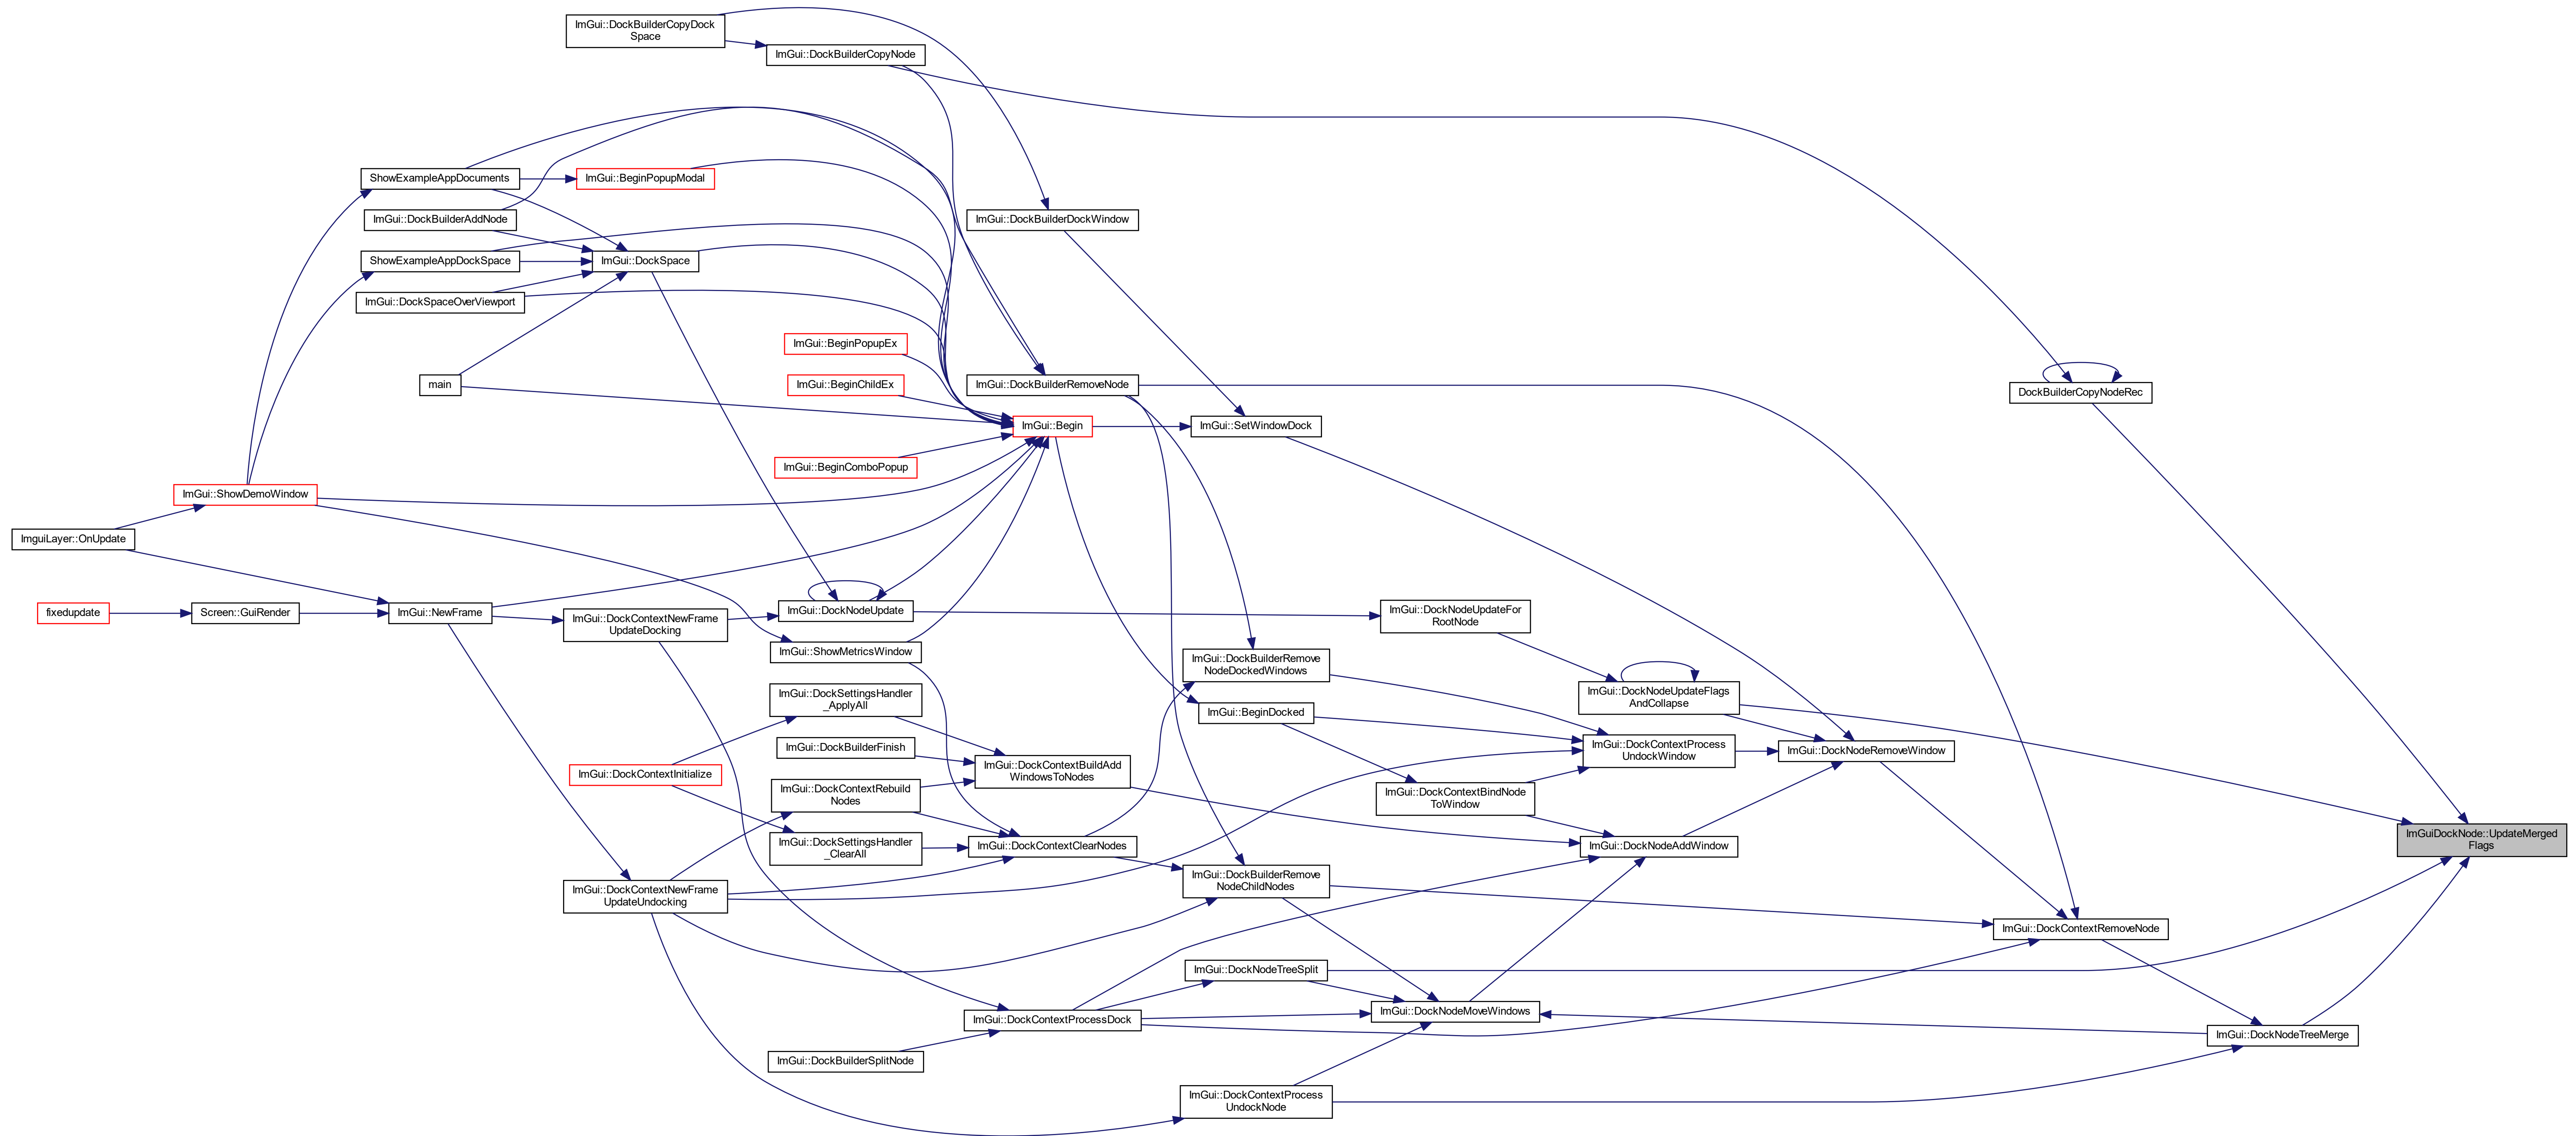 ImGui::DockBuilderCopyDock
Space
ImGui::DockBuilderCopyNode
ShowExampleAppDocuments
ImGui::BeginPopupModal
ImGui::DockBuilderAddNode
ImGui::DockBuilderDockWindow
ShowExampleAppDockSpace
ImGui::DockSpace
ImGui::DockSpaceOverViewport
ImGui::BeginPopupEx
main
ImGui::BeginChildEx
ImGui::DockBuilderRemoveNode
DockBuilderCopyNodeRec
ImGui::Begin
ImGui::SetWindowDock
ImGui::BeginComboPopup
ImGui::ShowDemoWindow
ImguiLayer::OnUpdate
fixedupdate
Screen::GuiRender
ImGui::NewFrame
ImGui::DockContextNewFrame
UpdateDocking
ImGui::DockNodeUpdate
ImGui::DockNodeUpdateFor
RootNode
ImGui::ShowMetricsWindow
ImGui::DockBuilderRemove
NodeDockedWindows
ImGui::DockSettingsHandler
_ApplyAll
ImGui::DockNodeUpdateFlags
AndCollapse
ImGui::BeginDocked
ImGui::DockBuilderFinish
ImGui::DockContextProcess
UndockWindow
ImGui::DockNodeRemoveWindow
ImGui::DockContextInitialize
ImGui::DockContextBuildAdd
WindowsToNodes
ImGui::DockContextRebuild
Nodes
ImGui::DockContextBindNode
ToWindow
ImGuiDockNode::UpdateMerged
Flags
ImGui::DockSettingsHandler
_ClearAll
ImGui::DockContextClearNodes
ImGui::DockNodeAddWindow
ImGui::DockBuilderRemove
NodeChildNodes
ImGui::DockContextNewFrame
UpdateUndocking
ImGui::DockContextRemoveNode
ImGui::DockNodeTreeSplit
ImGui::DockNodeMoveWindows
ImGui::DockContextProcessDock
ImGui::DockNodeTreeMerge
ImGui::DockBuilderSplitNode
ImGui::DockContextProcess
UndockNode